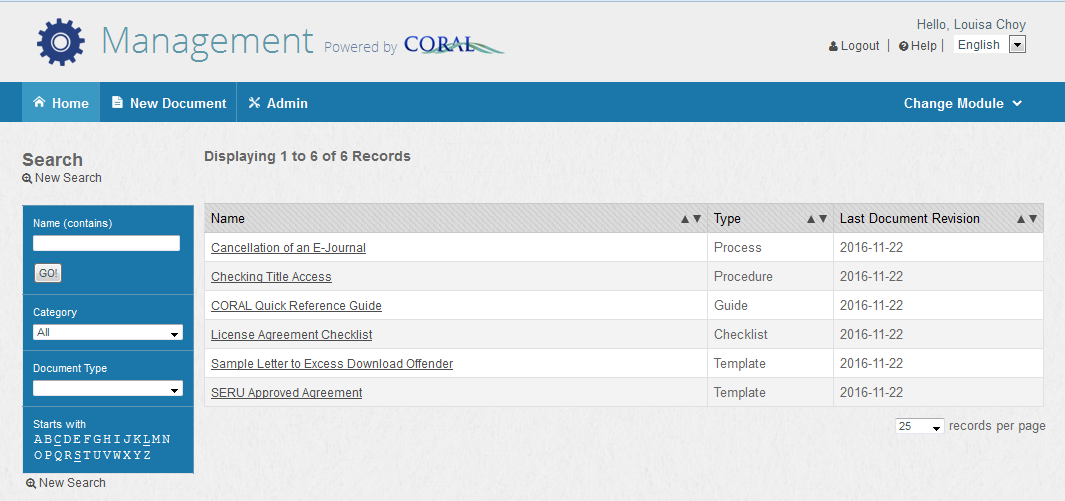 Management Powered by CORAL
Hello, Louisa Choy
Logout | Help | English
Home New Document Admin Change Module
Search
New Search
Displaying 1 to 6 of 6 Records
Name (contains)
GO!
Category
All
Document Type
Starts with
A B C D E F G H I J K L M N
O P Q R S T U V W X Y Z
New Search
Name Type Last Document Revision
Cancellation of an E-Journal Process 2016-11-22
Checking Title Access Procedure 2016-11-22
CORAL Quick Reference Guide Guide 2016-11-22
License Agreement Checklist Checklist 2016-11-22
Sample Letter to Excess Download Offender Template 2016-11-22
SERU Approved Agreement Template 2016-11-22
25 records per page